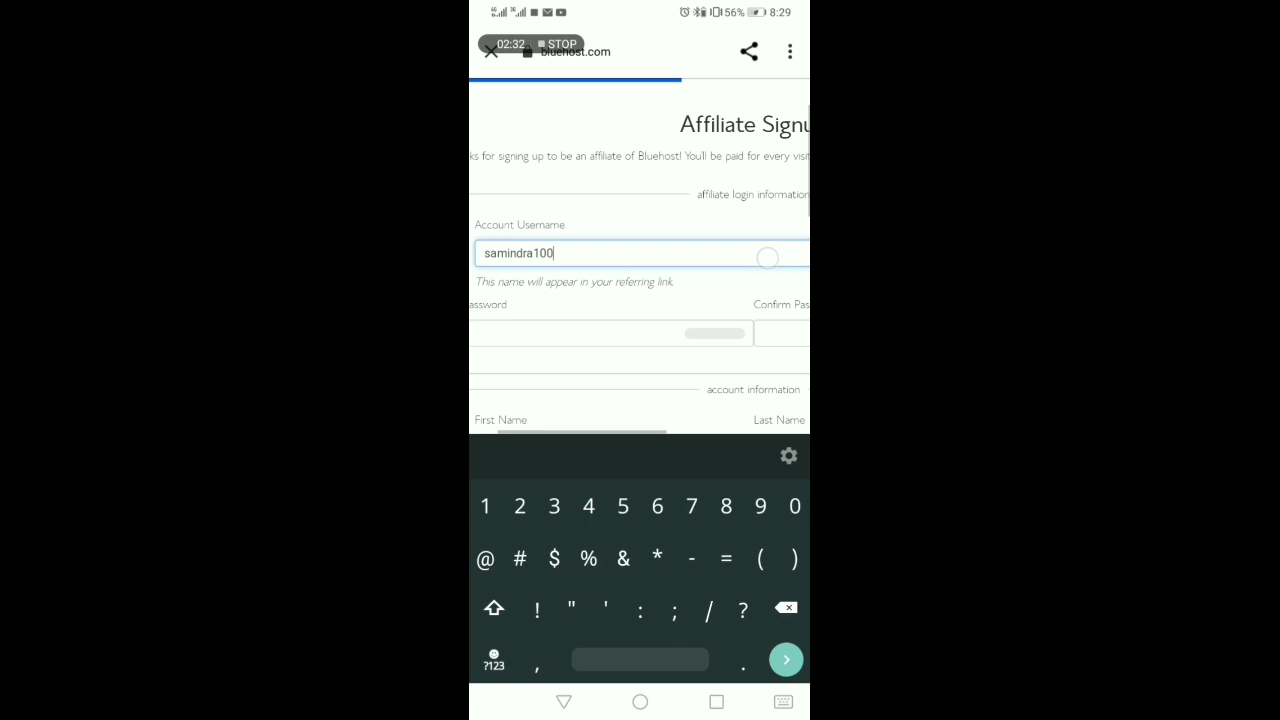 56% 8:29
02:32 STOP
bluehost.com
Affiliate Signu
ks for signing up to be an affiliate of Bluehost! You'll be paid for every visi
affiliate login information
Account Username
samindra100
This name will appear in your referring link.
assword Confirm Pas
account information
First Name Last Name
1 2 3 4 5 6 7 8 9 0
@ # $ % & * - = ( )
! " ' : ; / ?
?123 , .